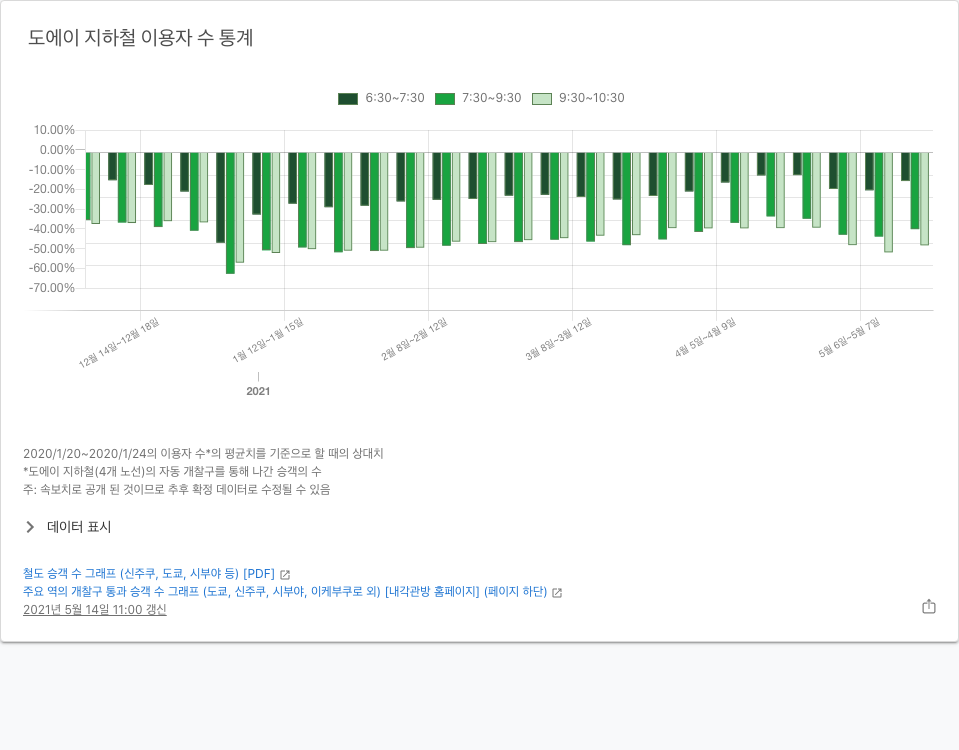 도에이 지하철 이용자 수 통계
6:30~7:30 7:30~9:30 9:30~10:30
10.00%
0.00%
-10.00%
-20.00%
-30.00%
-40.00%
-50.00%
-60.00%
-70.00%
12월 14일~12월 18일
1월 12일~1월 15일
2월 8일~2월 12일
3월 8일~3월 12일
4월 5일~4월 9일
5월 6일~5월 7일
2021
2020/1/20~2020/1/24의 이용자 수*의 평균치를 기준으로 할 때의 상대치
*도에이 지하철(4개 노선)의 자동 개찰구를 통해 나간 승객의 수
주: 속보치로 공개 된 것이므로 추후 확정 데이터로 수정될 수 있음
데이터 표시
철도 승객 수 그래프 (신주쿠, 도쿄, 시부야 등) [PDF]
주요 역의 개찰구 통과 승객 수 그래프 (도쿄, 신주쿠, 시부야, 이케부쿠로 외) [내각관방 홈페이지] (페이지 하단)
2021년 5월 14일 11:00 갱신